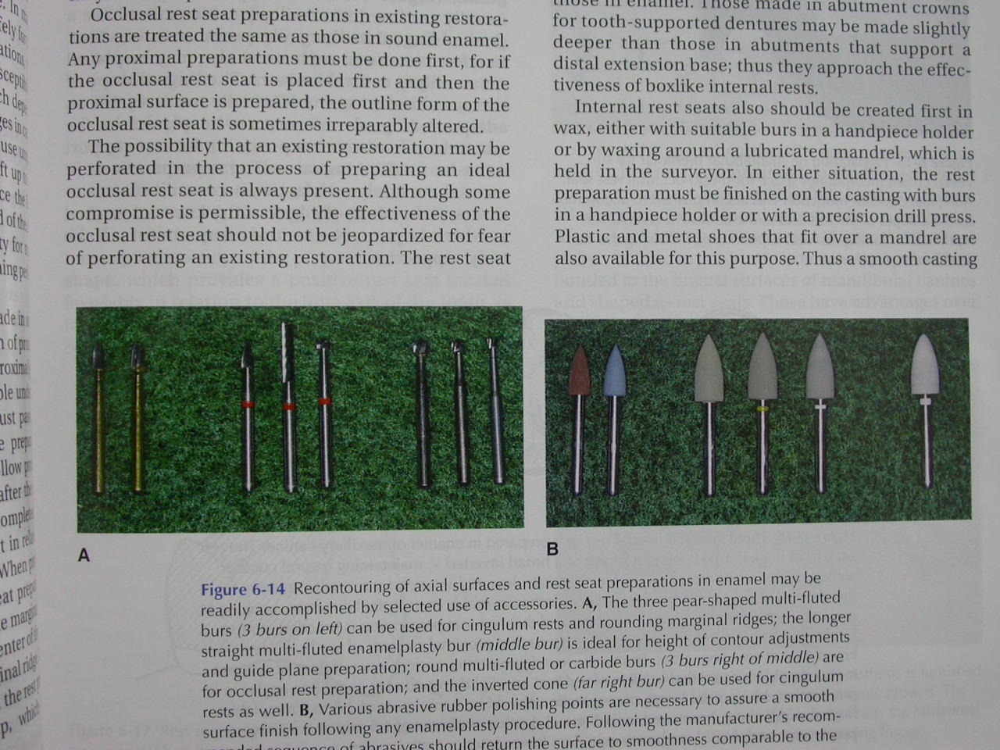 Occlusal rest seat preparations in existing restora-
tions are treated the same as those in sound enamel.
Any proximal preparations must be done first, for if
the occlusal rest seat is placed first and then the
proximal surface is prepared, the outline form of the
occlusal rest seat is sometimes irreparably altered.
The possibility that an existing restoration may be
perforated in the process of preparing an ideal
occlusal rest seat is always present. Although some
compromise is permissible, the effectiveness of the
occlusal rest seat should not be jeopardized for fear
of perforating an existing restoration. The rest seat
those in enamel. Those made in abutment crowns
for tooth-supported dentures may be made slightly
deeper than those in abutments that support a
distal extension base; thus they approach the effec-
tiveness of boxlike internal rests.
Internal rest seats also should be created first in
wax, either with suitable burs in a handpiece holder
or by waxing around a lubricated mandrel, which is
held in the surveyor. In either situation, the rest
preparation must be finished on the casting with burs
in a handpiece holder or with a precision drill press.
Plastic and metal shoes that fit over a mandrel are
also available for this purpose. Thus a smooth casting
A
B
Figure 6-14 Recontouring of axial surfaces and rest seat preparations in enamel may be
readily accomplished by selected use of accessories. A, The three pear-shaped multi-fluted
burs (3 burs on left) can be used for cingulum rests and rounding marginal ridges; the longer
straight multi-fluted enamelplasty bur (middle bur) is ideal for height of contour adjustments
and guide plane preparation; round multi-fluted or carbide burs (3 burs right of middle) are
for occlusal rest preparation; and the inverted cone (far right bur) can be used for cingulum
rests as well. B, Various abrasive rubber polishing points are necessary to assure a smooth
surface finish following any enamelplasty procedure. Following the manufacturer's recom-
sequence of abrasives should return the surface to smoothness comparable to the